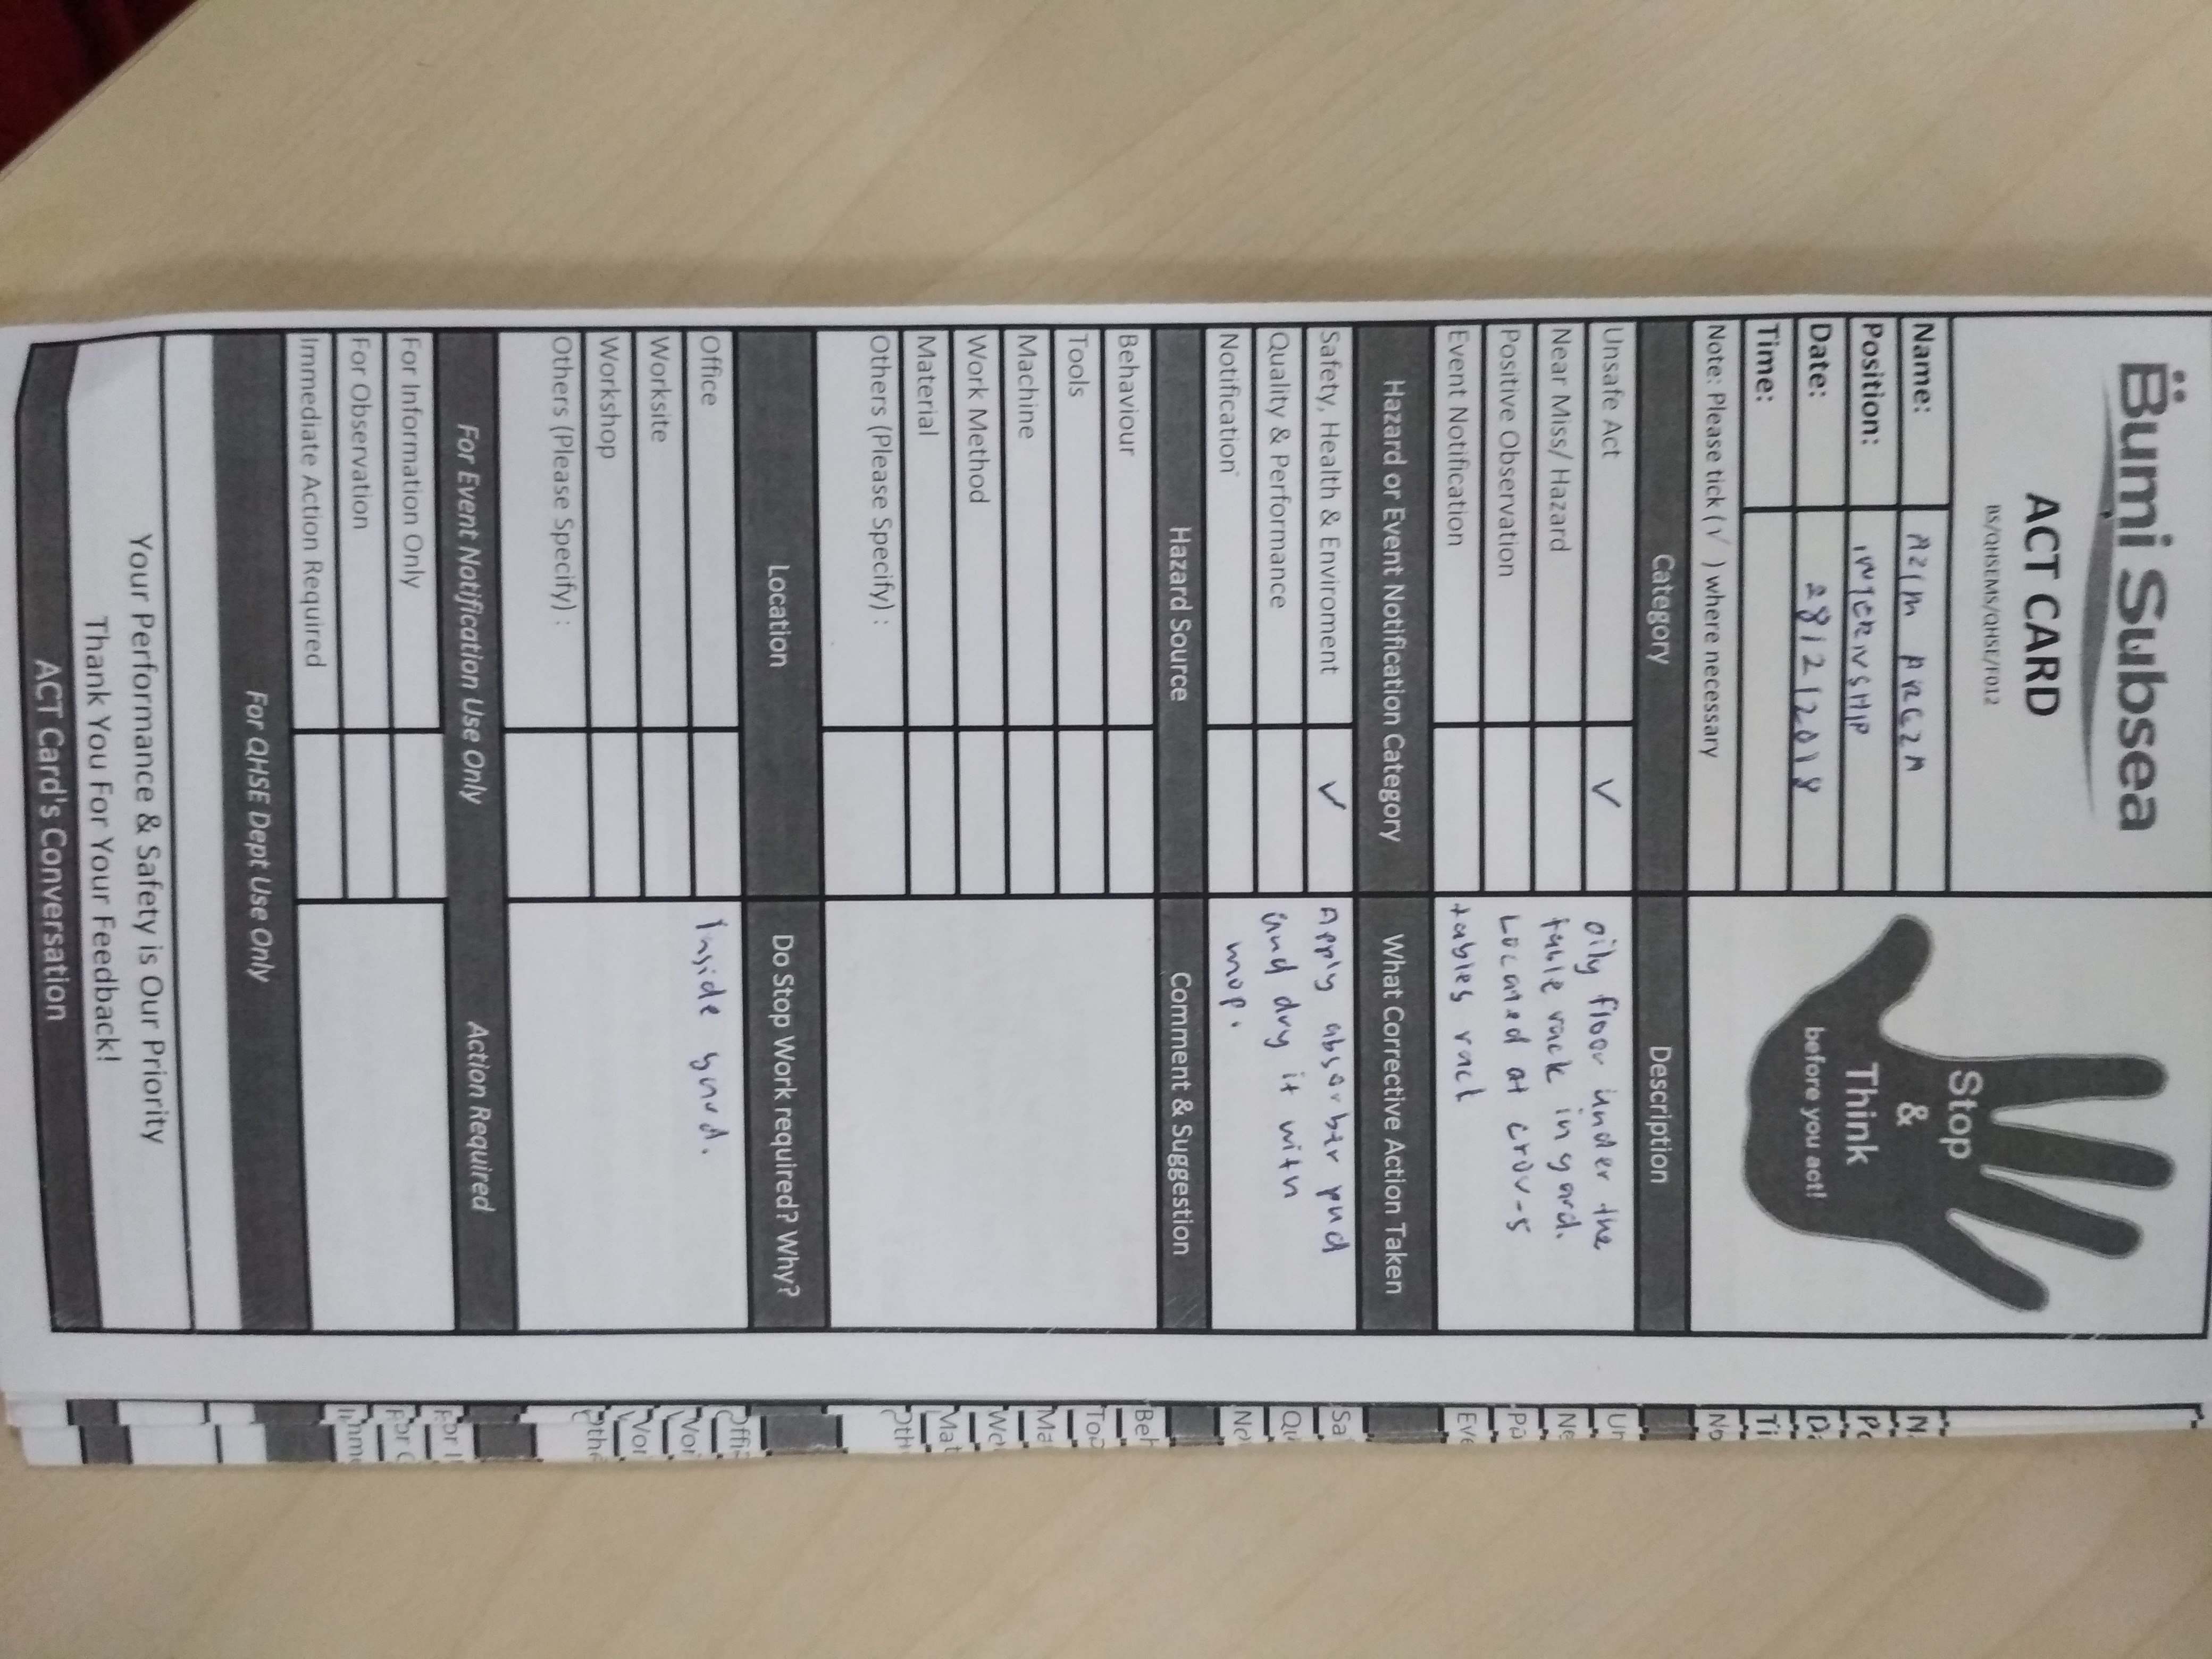 Bumi Subsea
ACT CARD
BS/QHSEMS/QHSE/F012
Stop
&
Think
before you act!
Name: AZIM
Position: INTERNSHIP
Date: 28/2/2018
Time:
Note: Please tick (√ ) where necessary
Category Description
Unsafe Act √ oily floor under the
Near Miss/ Hazard table rack in yard.
Positive Observation Located at crov-5
Event Notification tables rack
Hazard or Event Notification Category What Corrective Action Taken
Safety, Health & Enviroment √ Apply absorber pad
Quality & Performance and dry it with
Notification mop.
Hazard Source Comment & Suggestion
Behaviour
Tools
Machine
Work Method
Material
Others (Please Specify) :
Location Do Stop Work required? Why?
Office Inside yard.
Worksite
Workshop
Others (Please Specify) :
For Event Notification Use Only Action Required
For Information Only
For Observation
Immediate Action Required
For QHSE Dept Use Only
Your Performance & Safety is Our Priority
Thank You For Your Feedback!
ACT Card's Conversation